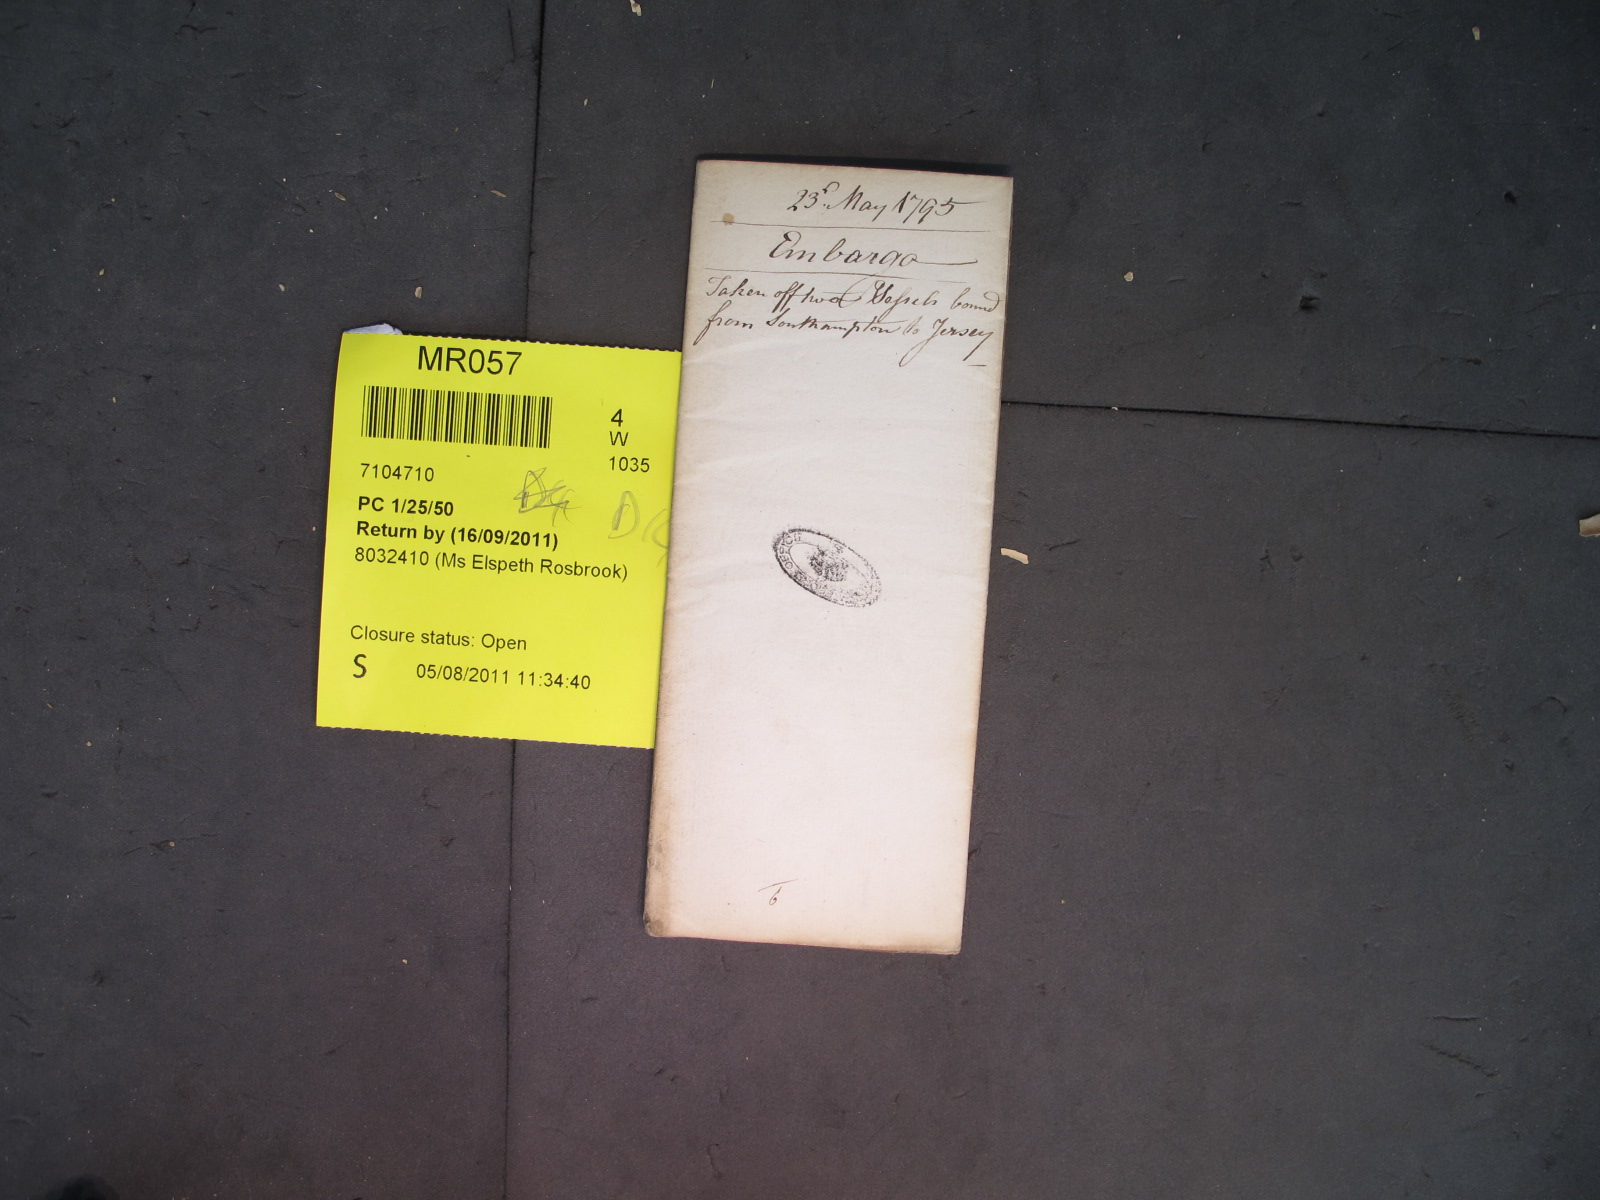 23d. May 1795
Embargo
Taken off two Vessels bound
from Southampton to Jersey
6
MR057
4
W
1035
7104710
PC 1/25/50
Return by (16/09/2011)
8032410 (Ms Elspeth Rosbrook)
Closure status: Open
S
05/08/2011 11:34:40